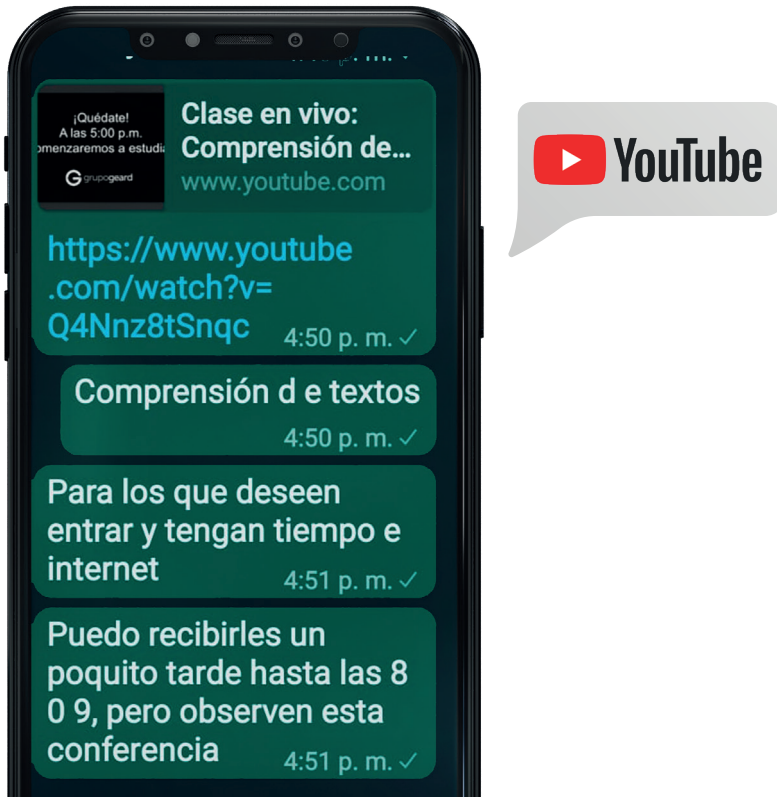 ¡Quédate!
A las 5:00 p.m.
omenzaremos a estudia
grupogeard
Clase en vivo:
Comprensión de...
www.youtube.com
https://www.youtube
.com/watch?v=
Q4Nnz8tSnqc
4:50 p. m.
Comprensión d e textos
4:50 p. m.
Para los que deseen
entrar y tengan tiempo e
internet
4:51 p. m.
Puedo recibirles un
poquito tarde hasta las 8
0 9, pero observen esta
conferencia
4:51 p. m.
YouTube